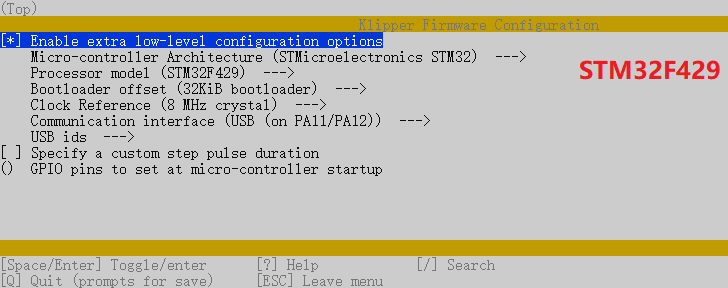 (Top)
Klipper Firmware Configuration
[*] Enable extra low-level configuration options
Micro-controller Architecture (STMicroelectronics STM32)  --->
Processor model (STM32F429)  --->
STM32F429
Bootloader offset (32KiB bootloader)  --->
Clock Reference (8 MHz crystal)  --->
Communication interface (USB (on PA11/PA12))  --->
USB ids  --->
[ ] Specify a custom step pulse duration
()  GPIO pins to set at micro-controller startup
[Space/Enter] Toggle/enter [?] Help [/] Search
[Q] Quit (prompts for save) [ESC] Leave menu